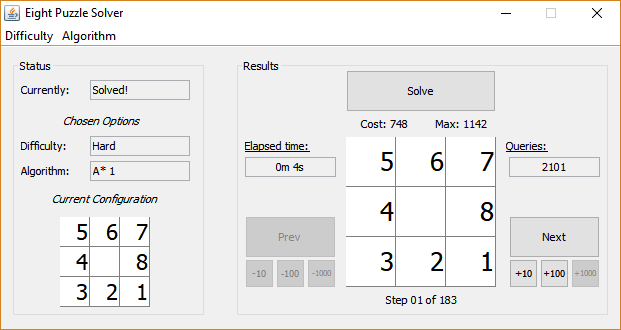 Eight Puzzle Solver
Difficulty Algorithm
Status
Currently: Solved!
Chosen Options
Difficulty: Hard
Algorithm: A* 1
Current Configuration
5 6 7
4 8
3 2 1
Results
Solve
Cost: 748 Max: 1142
Elapsed time:
0m 4s
Queries:
2101
5 6 7
4 8
3 2 1
Prev
-10 -100 -1000
Next
+10 +100 +1000
Step 01 of 183